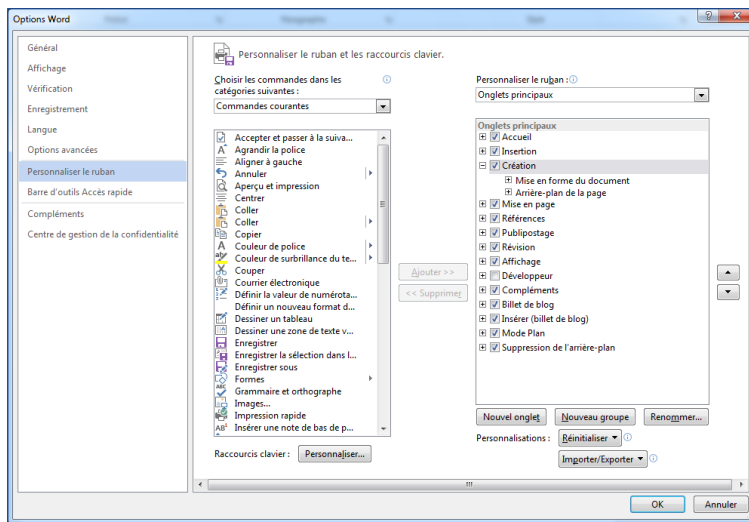 Options Word
Général
Affichage
Vérification
Enregistrement
Langue
Options avancées
Personnaliser le ruban
Barre d'outils Accès rapide
Compléments
Centre de gestion de la confidentialité
Personnaliser le ruban et les raccourcis clavier.
Choisir les commandes dans les
catégories suivantes :
Commandes courantes
Accepter et passer à la suiva...
Agrandir la police
Aligner à gauche
Annuler
Aperçu et impression
Centrer
Coller
Coller
Copier
Couleur de police
Couleur de surbrillance du te...
Couper
Courrier électronique
Définir la valeur de numérota...
Définir un nouveau format d...
Dessiner un tableau
Dessiner une zone de texte v...
Enregistrer
Enregistrer la sélection dans l...
Enregistrer sous
Formes
Grammaire et orthographe
Images...
Impression rapide
Insérer une note de bas de p...
Raccourcis clavier :
Personnaliser...
Ajouter >>
<< Supprimer
Personnaliser le ruban :
Onglets principaux
Onglets principaux
Accueil
Insertion
Création
Mise en forme du document
Arrière-plan de la page
Mise en page
Références
Publipostage
Révision
Affichage
Développeur
Compléments
Billet de blog
Insérer (billet de blog)
Mode Plan
Suppression de l'arrière-plan
Nouvel onglet
Nouveau groupe
Renommer...
Personnalisations :
Réinitialiser
Importer/Exporter
OK
Annuler